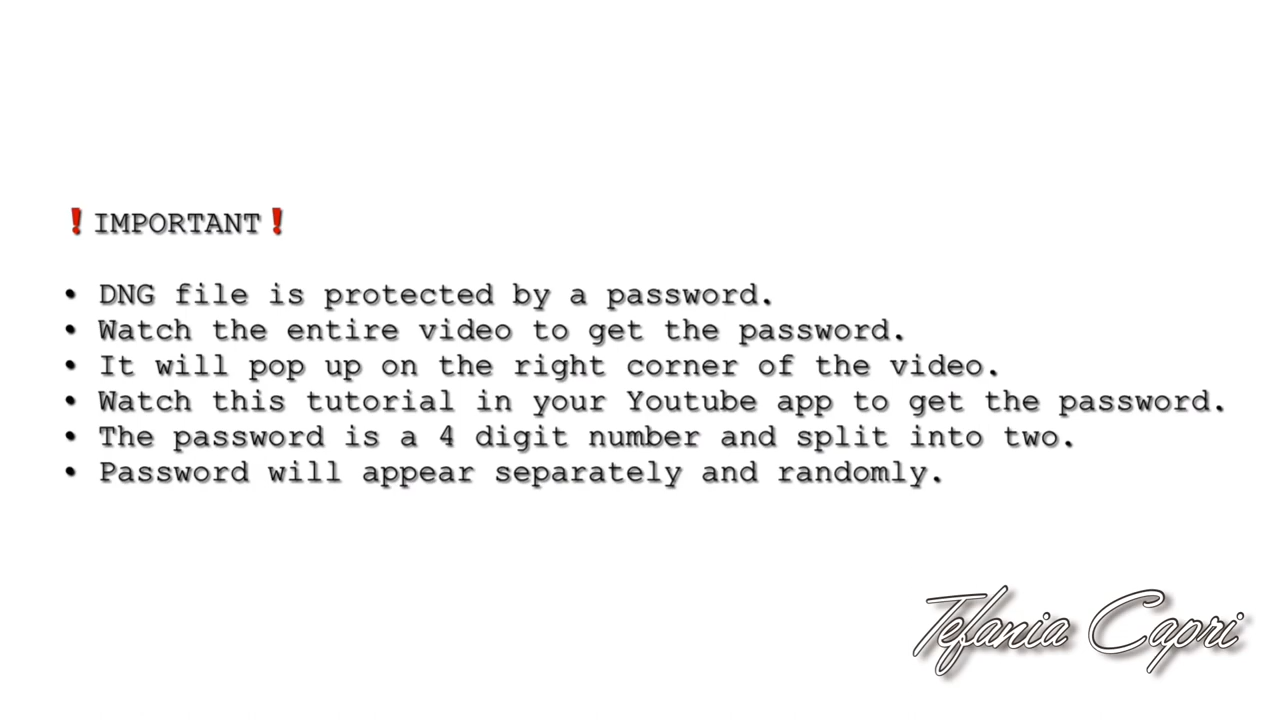 ❗IMPORTANT❗
• DNG file is protected by a password.
• Watch the entire video to get the password.
• It will pop up on the right corner of the video.
• Watch this tutorial in your Youtube app to get the password.
• The password is a 4 digit number and split into two.
• Password will appear separately and randomly.
Tefania Capri